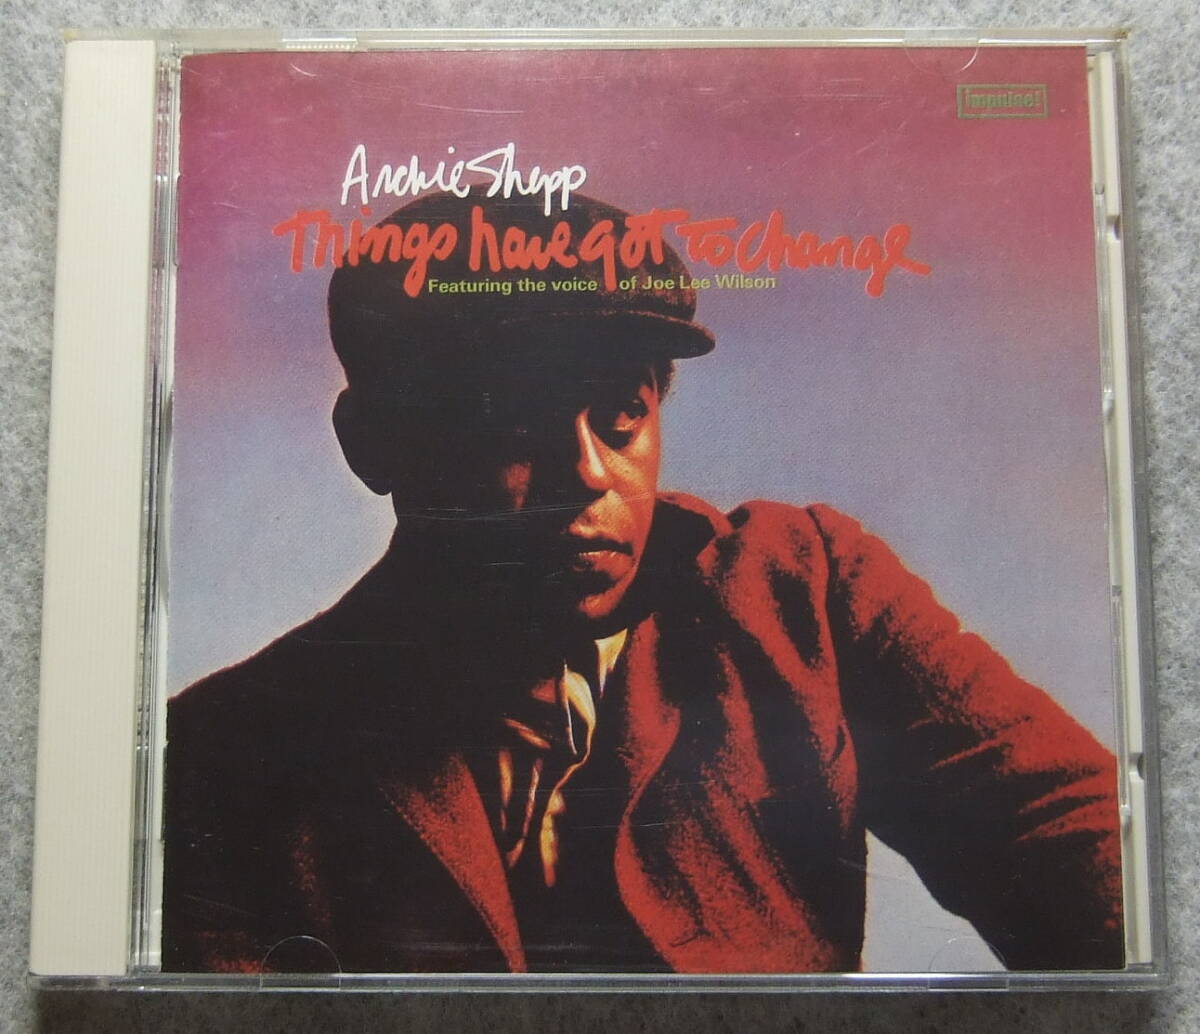 impulse!
Archie Shepp
Things have got to change
Featuring the voice of Joe Lee Wilson